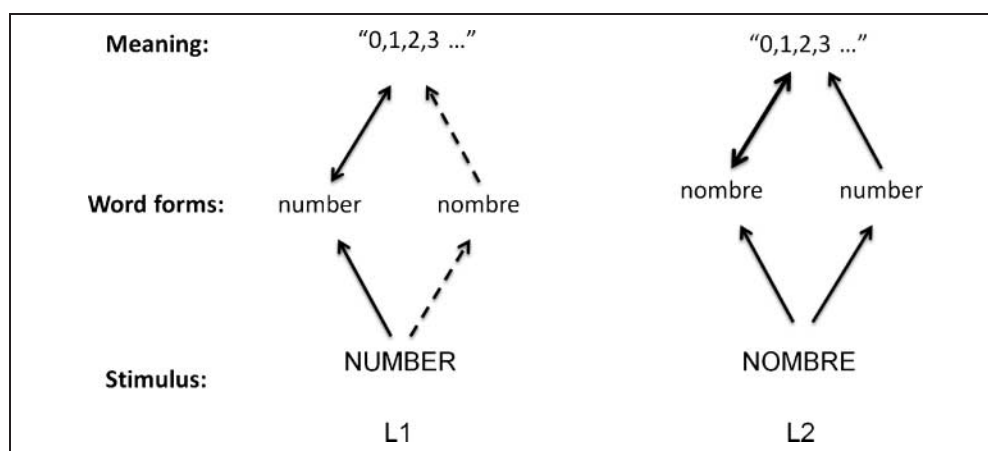 Meaning: "0,1,2,3 ..." "0,1,2,3 ..."
Word forms: number nombre nombre number
Stimulus: NUMBER NOMBRE
L1 L2